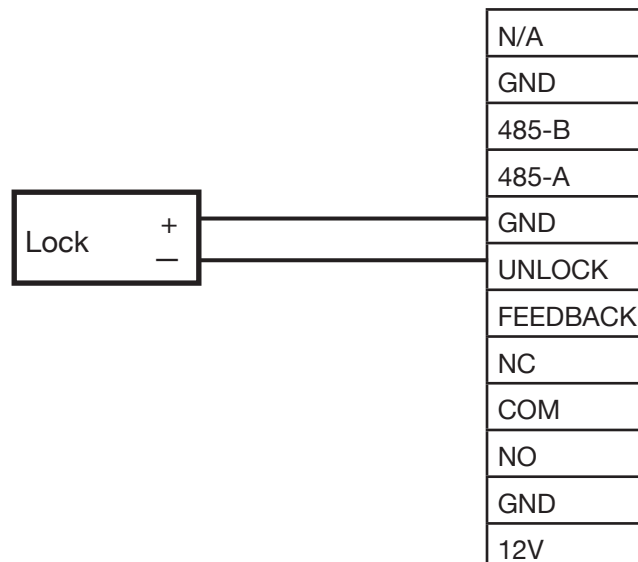 N/A
GND
485-B
485-A
Lock + GND
— UNLOCK
FEEDBACK
NC
COM
NO
GND
12V